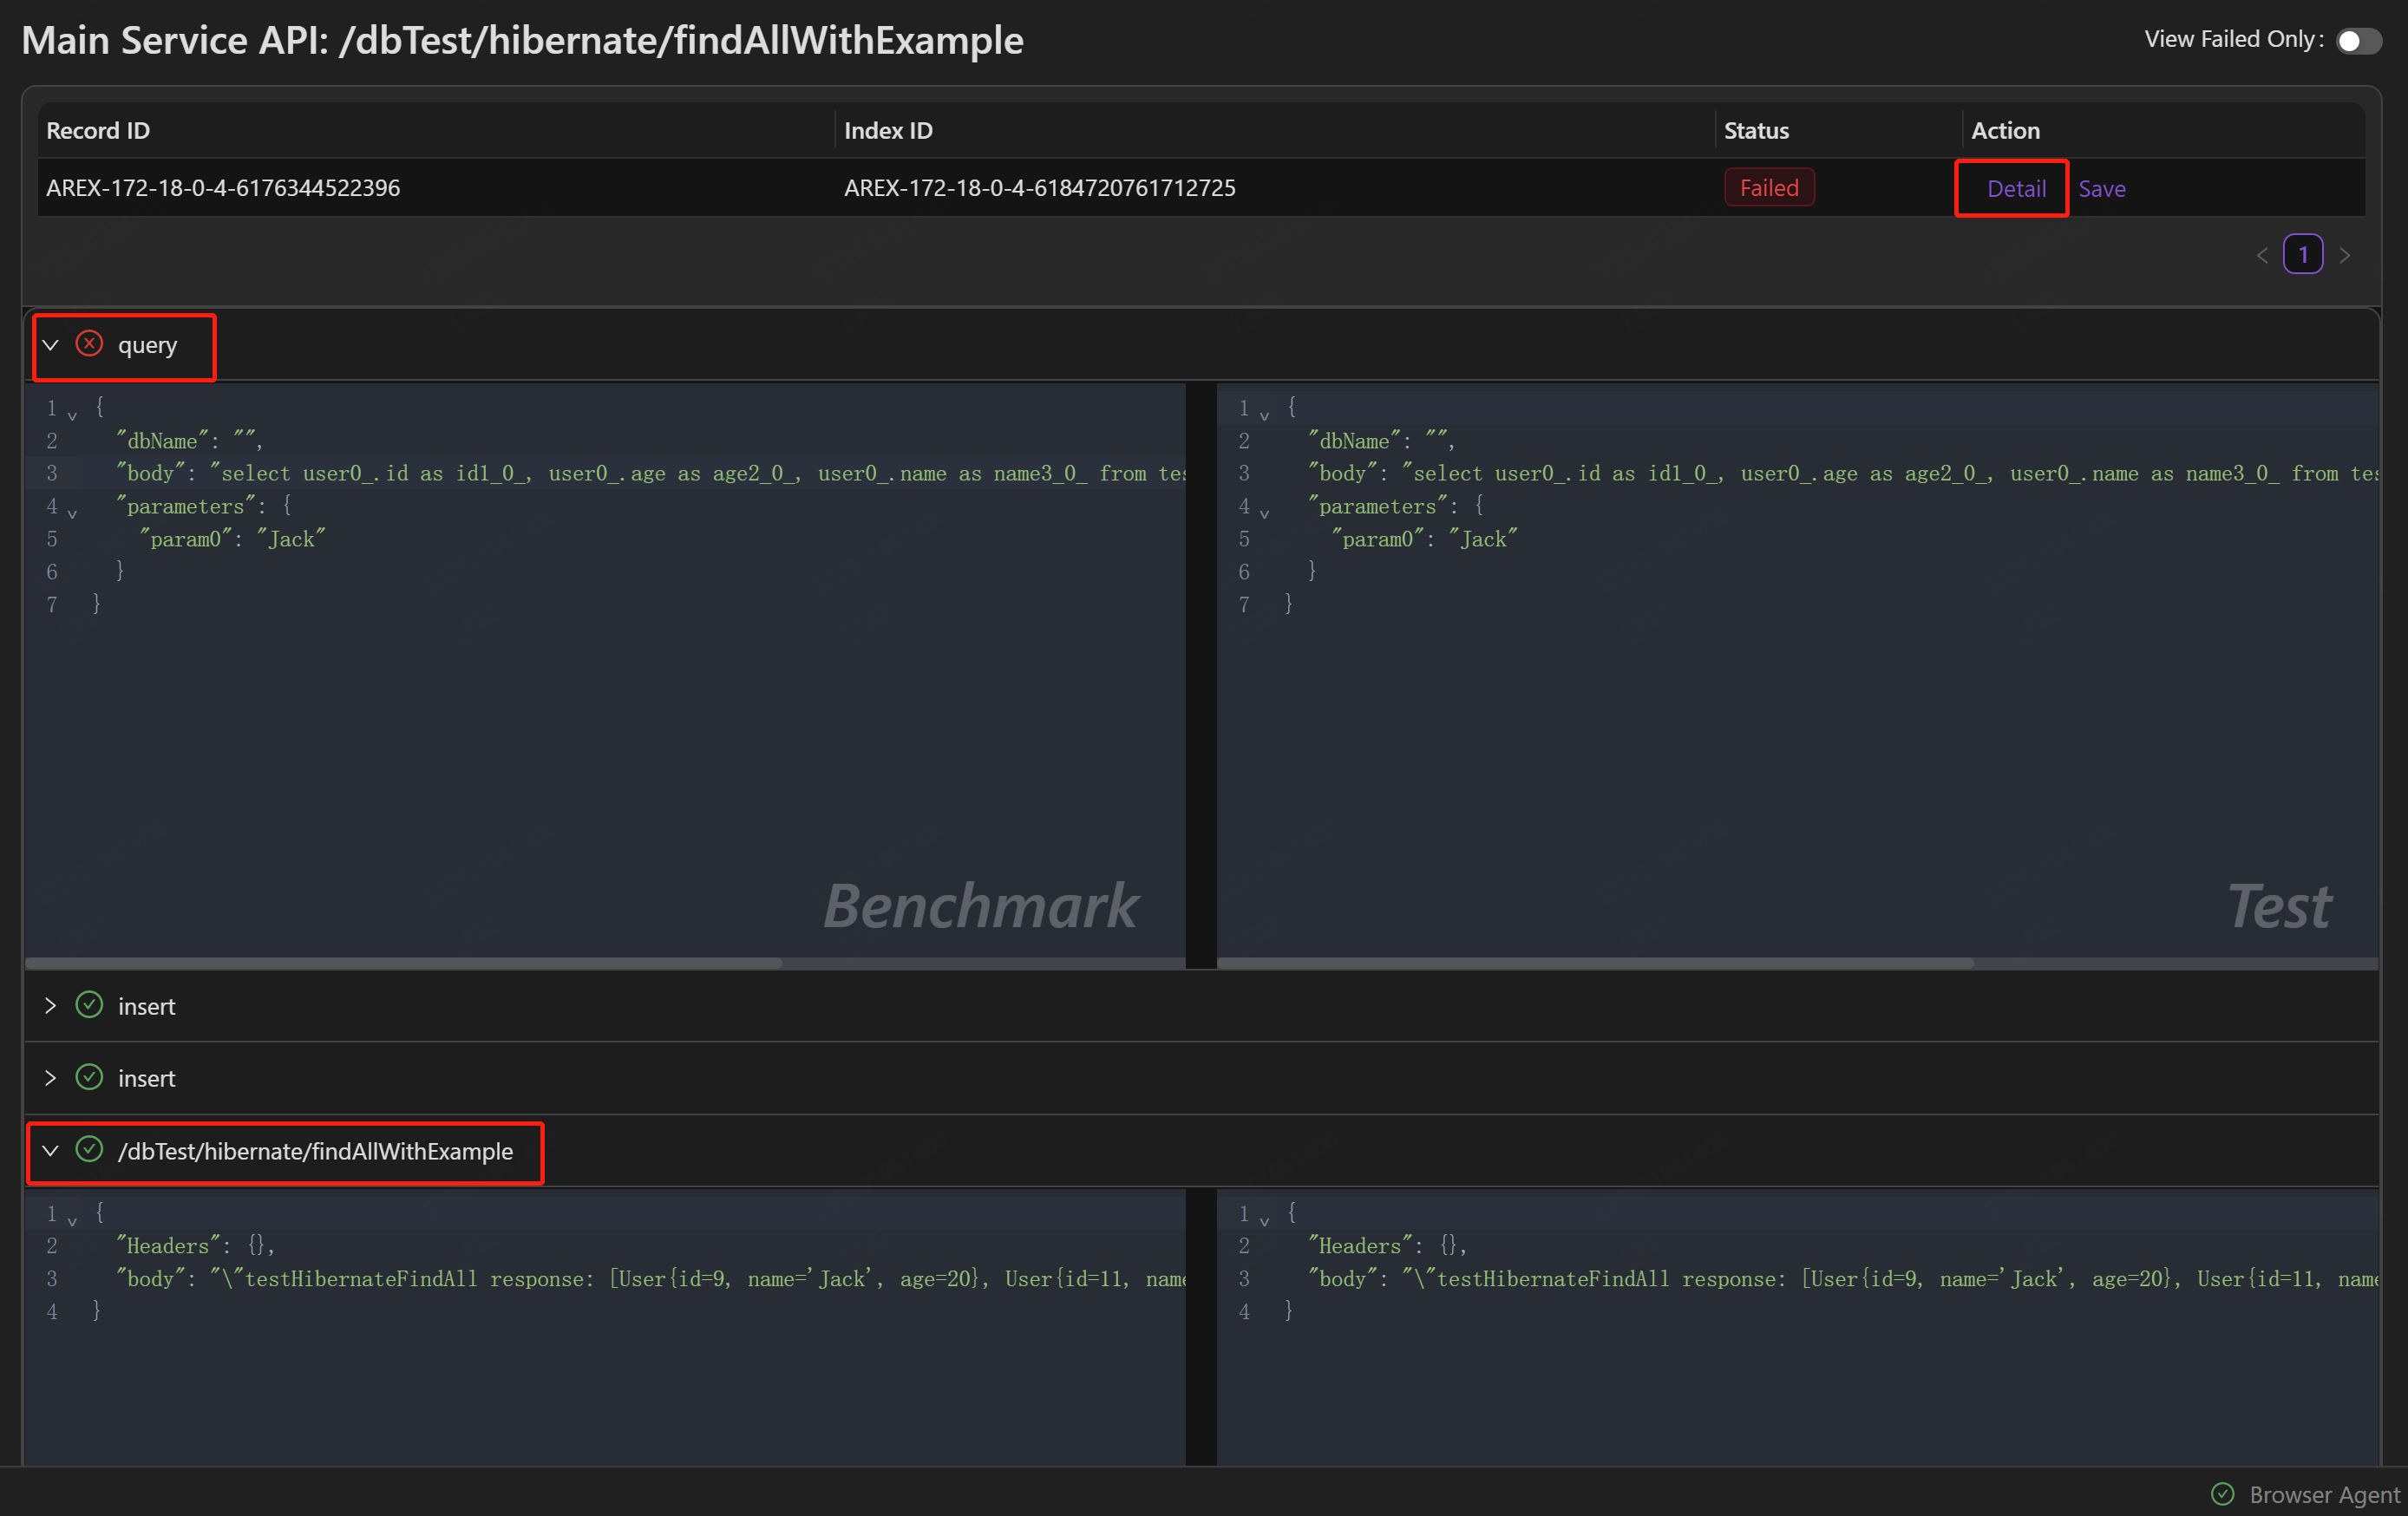 Main Service API: /dbTest/hibernate/findAllWithExample
View Failed Only:
Record ID Index ID Status Action
AREX-172-18-0-4-6176344522396 AREX-172-18-0-4-6184720761712725 Failed Detail Save
1
query
1 {
2 "dbName": "",
3 "body": "select user0_.id as id1_0_, user0_.age as age2_0_, user0_.name as name3_0_ from tes
4 "parameters": {
5 "param0": "Jack"
6 }
7 }
Benchmark
1 {
2 "dbName": "",
3 "body": "select user0_.id as id1_0_, user0_.age as age2_0_, user0_.name as name3_0_ from tes
4 "parameters": {
5 "param0": "Jack"
6 }
7 }
Test
insert
insert
/dbTest/hibernate/findAllWithExample
1 {
2 "Headers": {},
3 "body": "\"testHibernateFindAll response: [User{id=9, name='Jack', age=20}, User{id=11, name
4 }
1 {
2 "Headers": {},
3 "body": "\"testHibernateFindAll response: [User{id=9, name='Jack', age=20}, User{id=11, name
4 }
Browser Agent